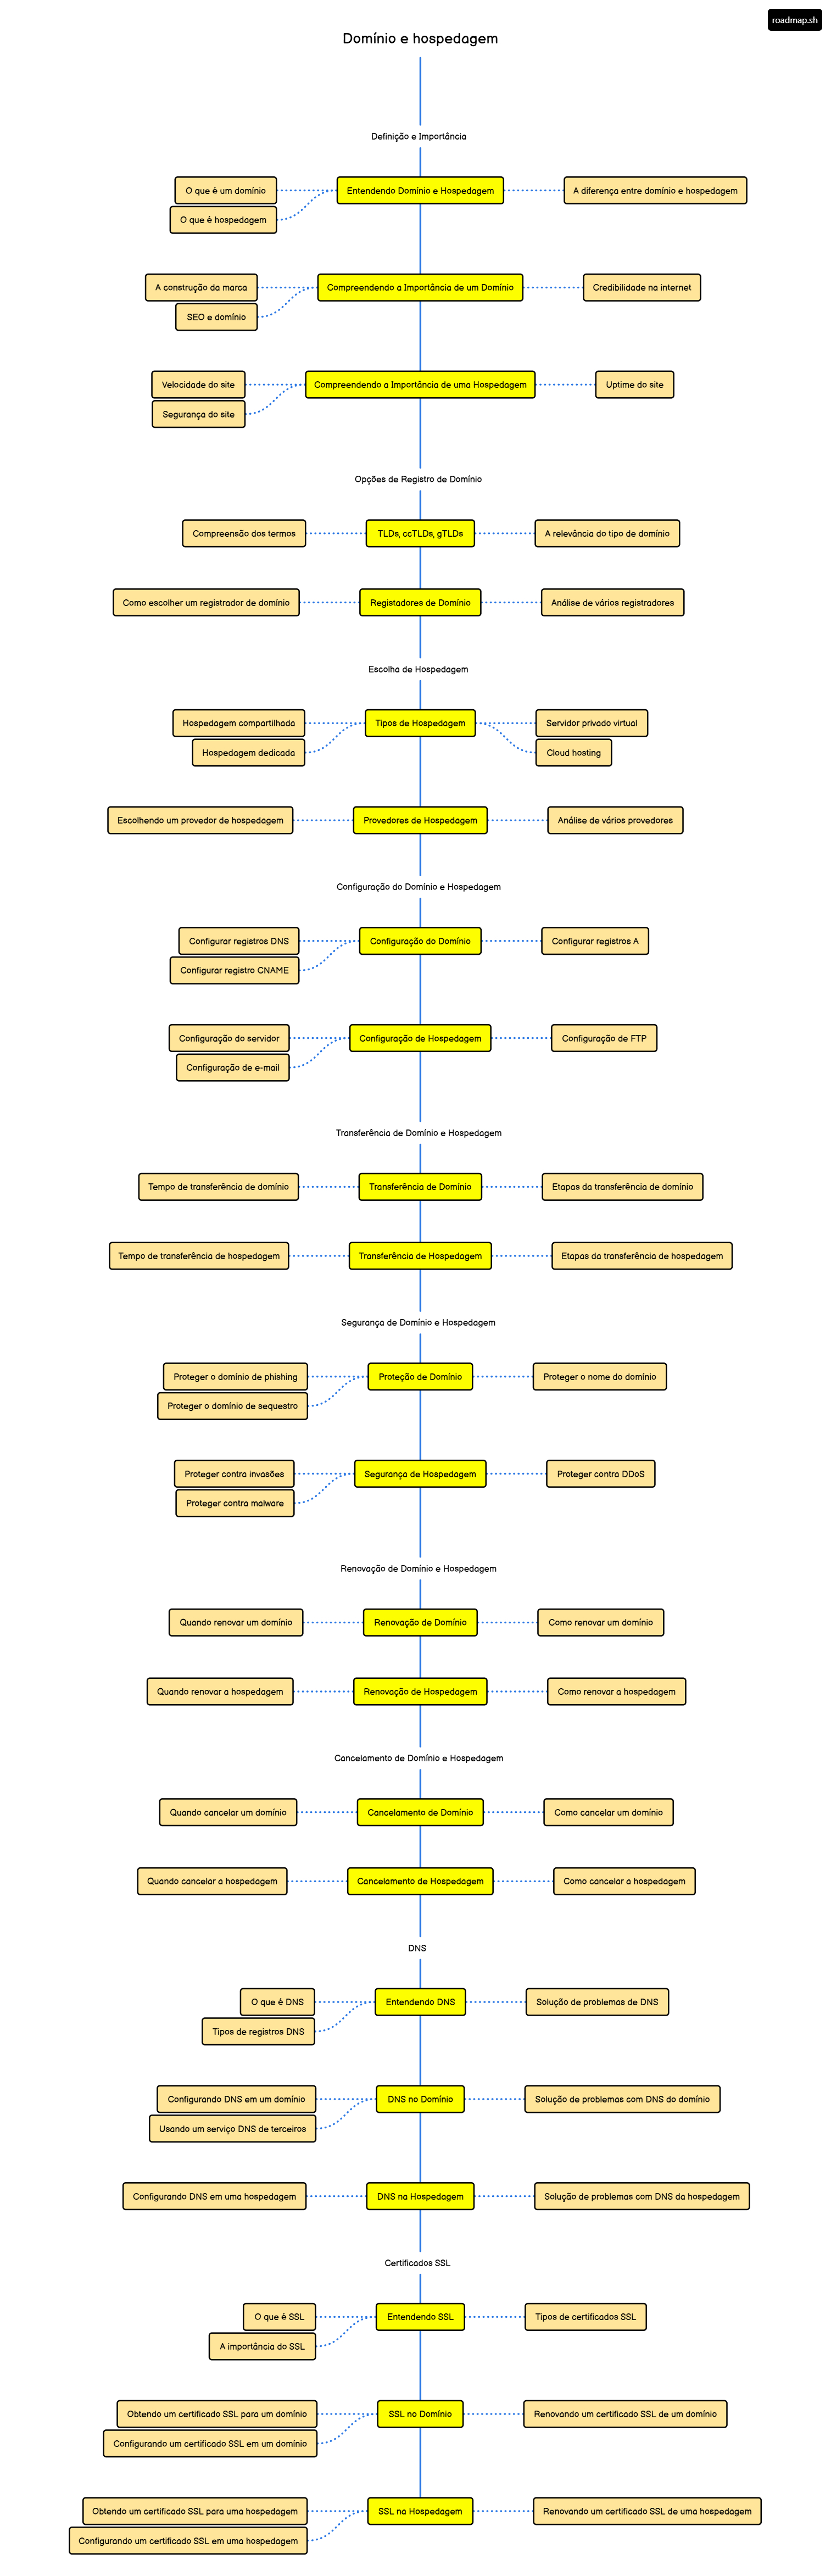 roadmap.sh
Domínio e hospedagem
Definição e Importância
O que é um domínio
Entendendo Domínio e Hospedagem
A diferença entre domínio e hospedagem
O que é hospedagem
A construção da marca
Compreendendo a Importância de um Domínio
Credibilidade na internet
SEO e domínio
Velocidade do site
Compreendendo a Importância de uma Hospedagem
Uptime do site
Segurança do site
Opções de Registro de Domínio
Compreensão dos termos
TLDs, ccTLDs, gTLDs
A relevância do tipo de domínio
Como escolher um registrador de domínio
Registadores de Domínio
Análise de vários registradores
Escolha de Hospedagem
Hospedagem compartilhada
Tipos de Hospedagem
Servidor privado virtual
Hospedagem dedicada
Cloud hosting
Escolhendo um provedor de hospedagem
Provedores de Hospedagem
Análise de vários provedores
Configuração do Domínio e Hospedagem
Configurar registros DNS
Configuração do Domínio
Configurar registros A
Configurar registro CNAME
Configuração do servidor
Configuração de Hospedagem
Configuração de FTP
Configuração de e-mail
Transferência de Domínio e Hospedagem
Tempo de transferência de domínio
Transferência de Domínio
Etapas da transferência de domínio
Tempo de transferência de hospedagem
Transferência de Hospedagem
Etapas da transferência de hospedagem
Segurança de Domínio e Hospedagem
Proteger o domínio de phishing
Proteção de Domínio
Proteger o nome do domínio
Proteger o domínio de sequestro
Proteger contra invasões
Segurança de Hospedagem
Proteger contra DDoS
Proteger contra malware
Renovação de Domínio e Hospedagem
Quando renovar um domínio
Renovação de Domínio
Como renovar um domínio
Quando renovar a hospedagem
Renovação de Hospedagem
Como renovar a hospedagem
Cancelamento de Domínio e Hospedagem
Quando cancelar um domínio
Cancelamento de Domínio
Como cancelar um domínio
Quando cancelar a hospedagem
Cancelamento de Hospedagem
Como cancelar a hospedagem
DNS
O que é DNS
Entendendo DNS
Solução de problemas de DNS
Tipos de registros DNS
Configurando DNS em um domínio
DNS no Domínio
Solução de problemas com DNS do domínio
Usando um serviço DNS de terceiros
Configurando DNS em uma hospedagem
DNS na Hospedagem
Solução de problemas com DNS da hospedagem
Certificados SSL
O que é SSL
Entendendo SSL
Tipos de certificados SSL
A importância do SSL
Obtendo um certificado SSL para um domínio
SSL no Domínio
Renovando um certificado SSL de um domínio
Configurando um certificado SSL em um domínio
Obtendo um certificado SSL para uma hospedagem
SSL na Hospedagem
Renovando um certificado SSL de uma hospedagem
Configurando um certificado SSL em uma hospedagem